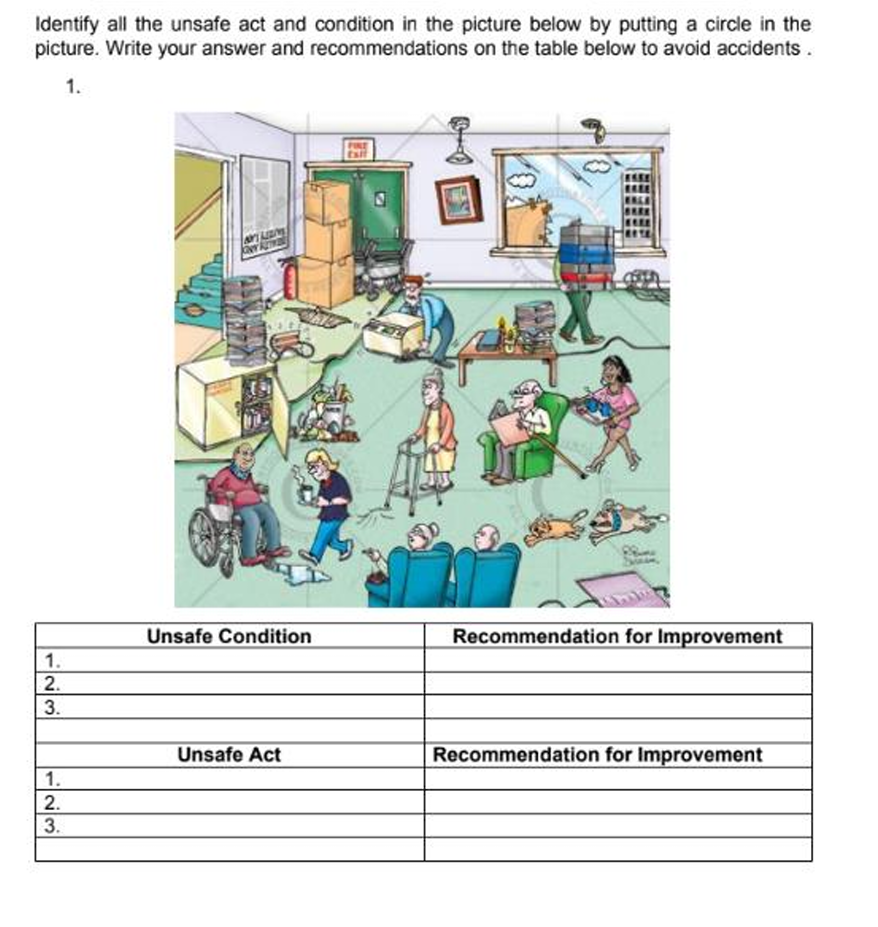 Identify all the unsafe act and condition in the picture below by putting a circle in the
picture. Write your answer and recommendations on the table below to avoid accidents .
1.
FIRE
EXIT
Unsafe Condition Recommendation for Improvement
1.
2.
3.
Unsafe Act Recommendation for Improvement
1.
2.
3.